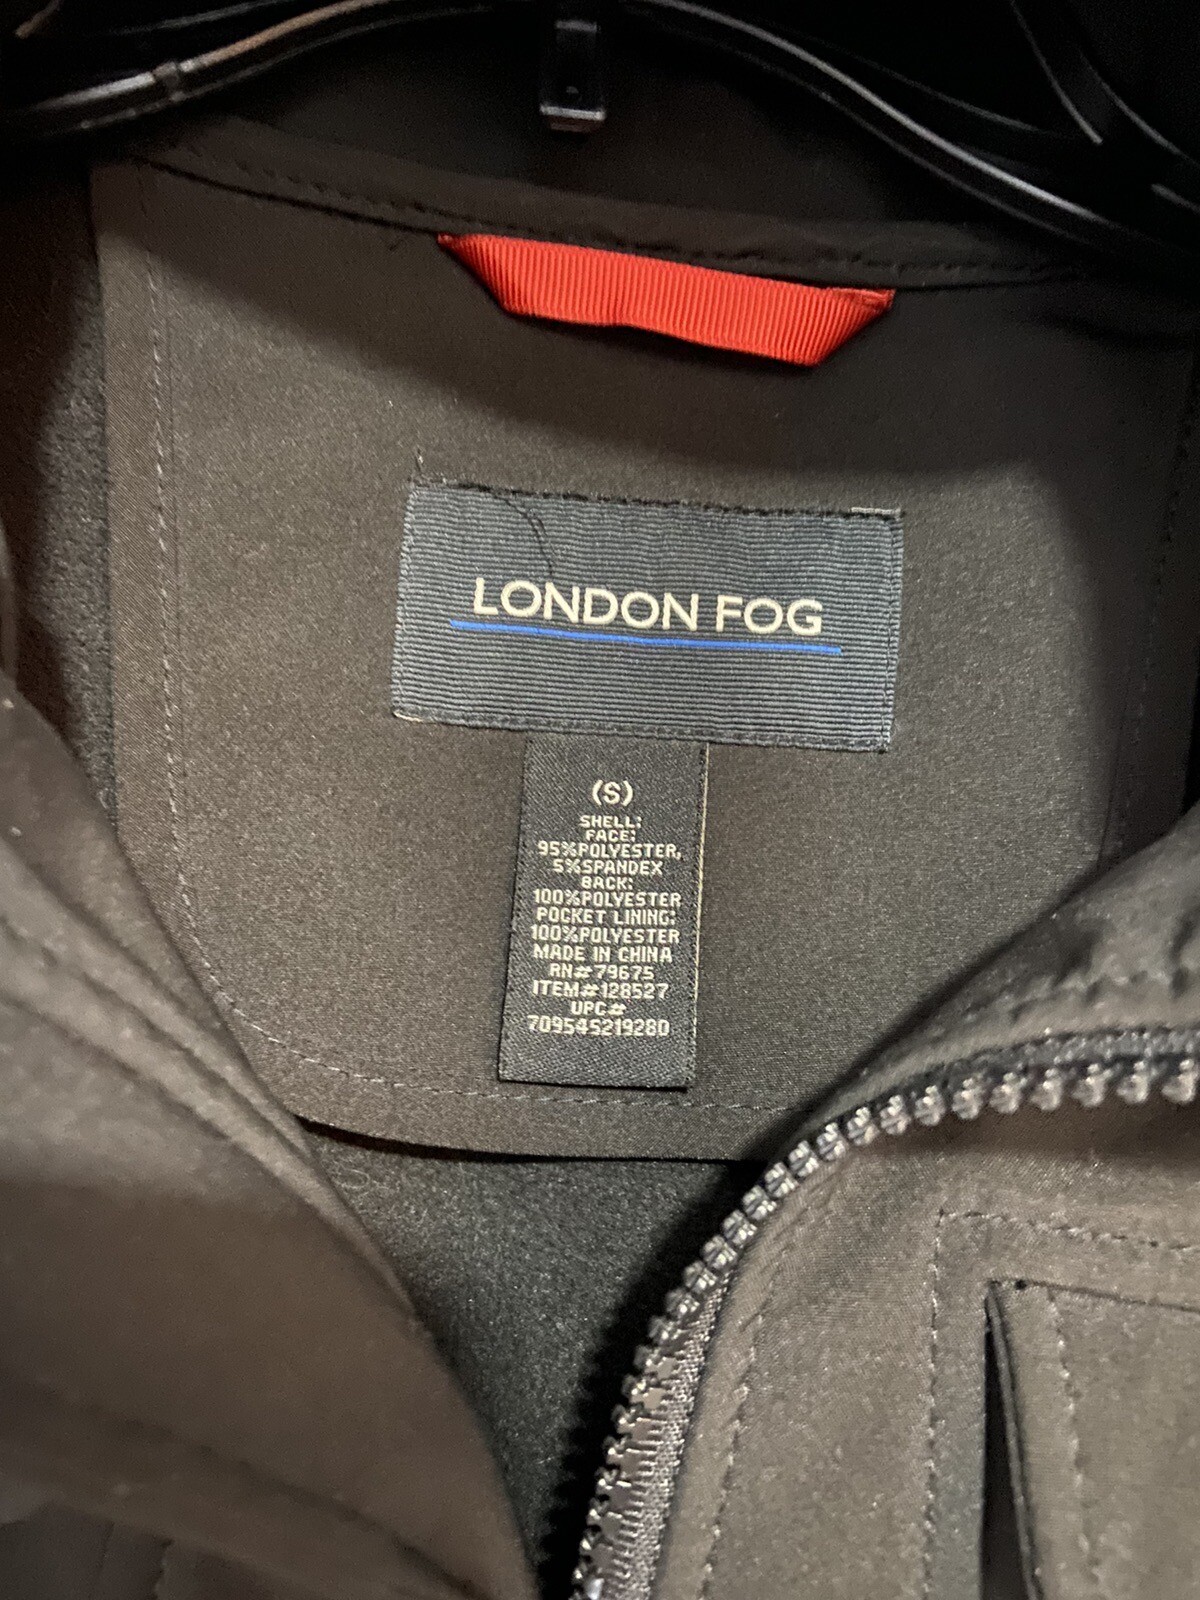 LONDON FOG
(S)
SHELL:
FACE:
95%POLYESTER,
5%SPANDEX
BACK:
100%POLYESTER
POCKET LINING:
100%POLYESTER
MADE IN CHINA
RN#79675
ITEM#128527
UPC#
709545219280